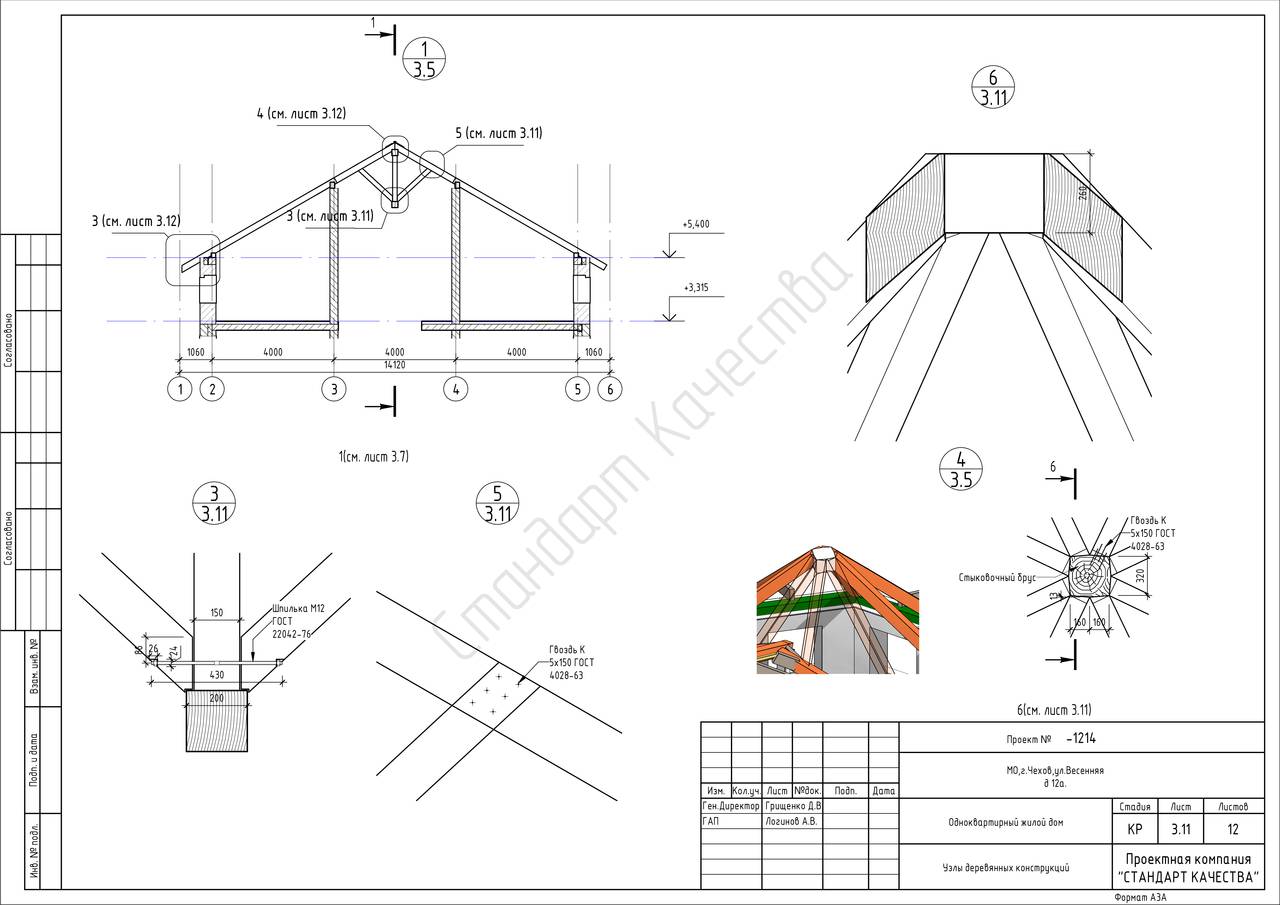 1
1
3.5
4 (см. лист 3.12)
5 (см. лист 3.11)
3 (см. лист 3.11)
3 (см. лист 3.12)
+5,400
+3,315
1060
4000
4000
4000
1060
14120
1
2
3
4
5
6
1(см. лист 3.7)
6
3.11
260
3
3.11
150
Шпилька М12
ГОСТ
22042-76
86
26
24
430
200
5
3.11
Гвоздь К
5х150 ГОСТ
4028-63
4
3.5
6
Гвоздь К
5х150 ГОСТ
4028-63
Стыковочный брус
320
13
160
160
6(см. лист 3.11)
Стандарт Качества
Согласовано
Согласовано
Взам. инв. №
Подп. и дата
Инв. № подл.
Проект № -1214
МО,г.Чехов,ул.Весенняя
д 12а.
Изм.
Кол.уч.
Лист
№док.
Подп.
Дата
Ген.Директор
Грищенко Д.В
ГАП
Логинов А.В.
Одноквартирный жилой дом
Стадия
Лист
Листов
КР
3.11
12
Узлы деревянных конструкций
Проектная компания
"СТАНДАРТ КАЧЕСТВА"
Формат А3А